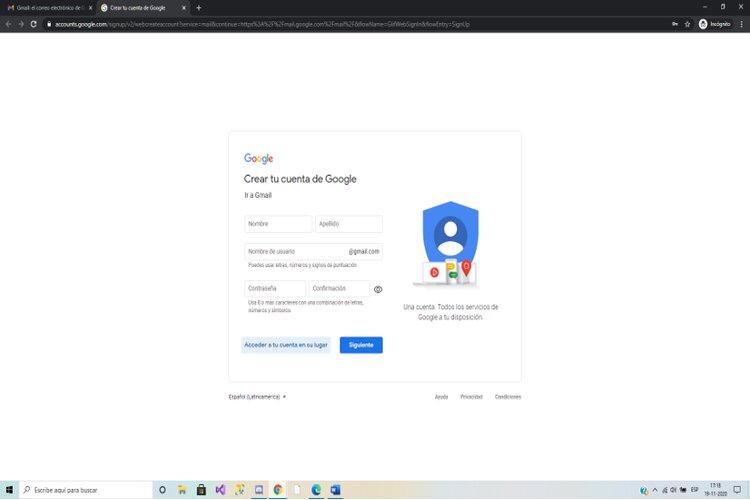 Gmail: el correo electrónico de G
Crear tu cuenta de Google
accounts.google.com/signup/v2/webcreateaccount?service=mail&continue=https%3A%2F%2Fmail.google.com%2Fmail%2F&flowName=GlifWebSignIn&flowEntry=SignUp
Incógnito
Google
Crear tu cuenta de Google
Ir a Gmail
Nombre
Apellido
Nombre de usuario
@gmail.com
Puedes usar letras, números y signos de puntuación
Contraseña
Confirmación
Usa 8 o más caracteres con una combinación de letras,
números y símbolos
Acceder a tu cuenta en su lugar
Siguiente
Una cuenta. Todos los servicios de
Google a tu disposición.
Español (Latinoamérica)
Ayuda
Privacidad
Condiciones
Escribe aquí para buscar
ESP
17:18
19-11-2020